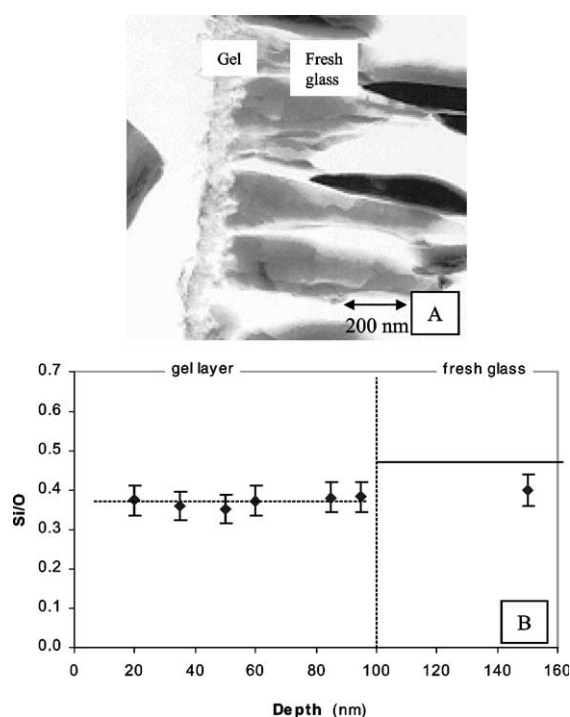 Gel
Fresh
glass
200 nm
A
gel layer
fresh glass
0.7
0.6
0.5
0.4
0.3
0.2
0.1
0.0
Si/O
0 20 40 60 80 100 120 140 160
B
Depth (nm)